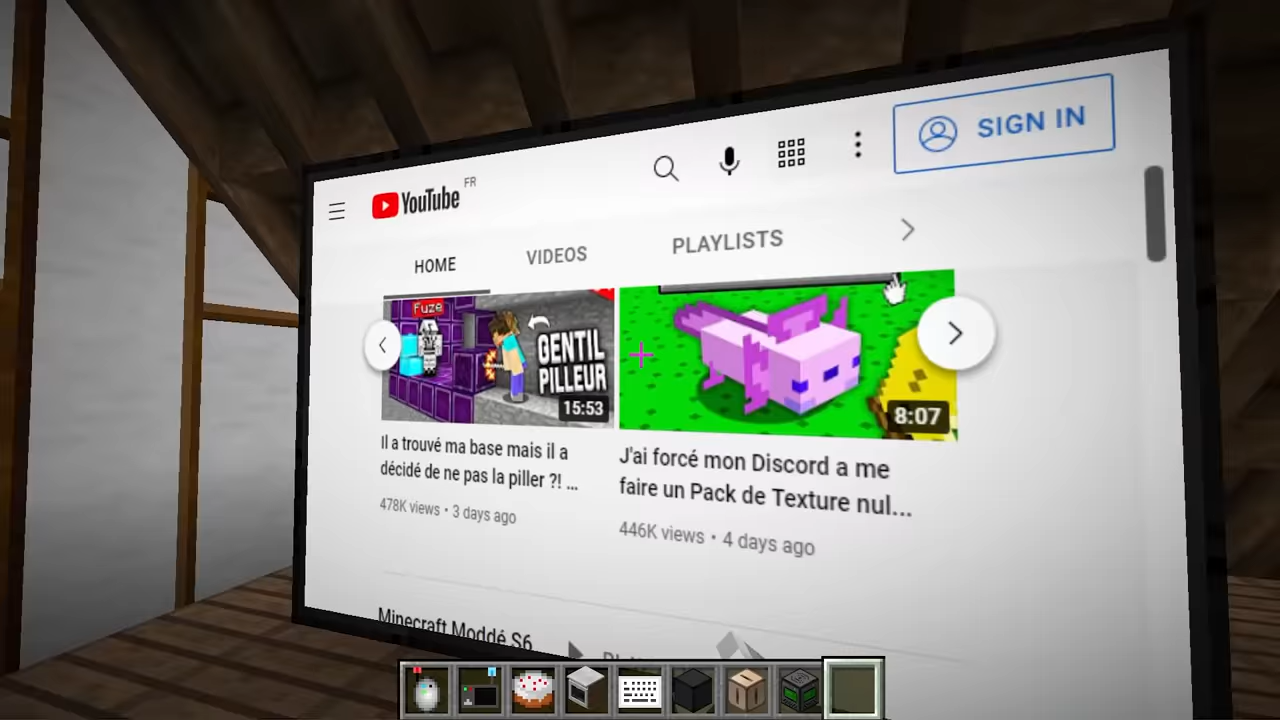 SIGN IN
YouTube FR
HOME VIDEOS PLAYLISTS
Fuze
GENTIL
PILLEUR
15:53
8:07
Il a trouvé ma base mais il a
décidé de ne pas la piller ?! ...
478K views • 3 days ago
J'ai forcé mon Discord a me
faire un Pack de Texture nul...
446K views • 4 days ago
Minecraft Moddé S6